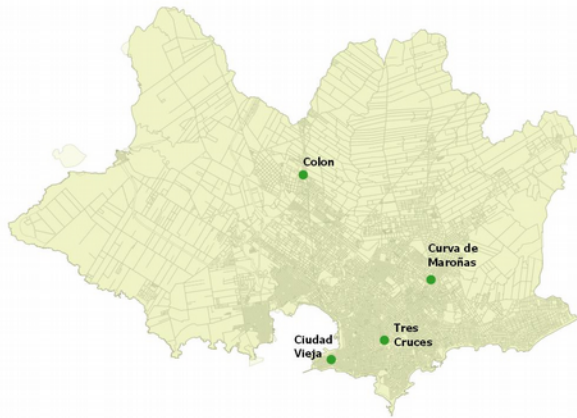 Colon
Curva de
Maroñas
Tres
Cruces
Ciudad
Vieja